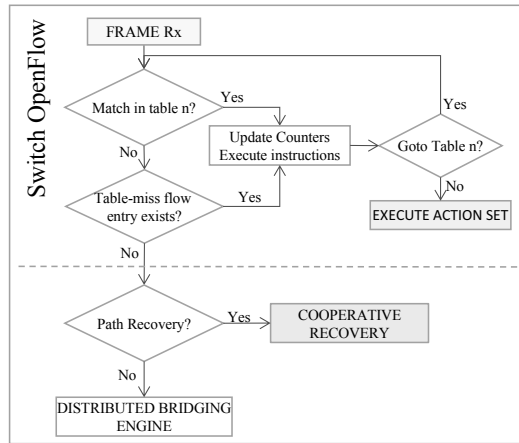 Switch OpenFlow
FRAME Rx
Match in table n?
Yes
No
Update Counters
Execute instructions
Goto Table n?
Yes
No
EXECUTE ACTION SET
Table-miss flow
entry exists?
Yes
No
Path Recovery?
Yes
COOPERATIVE
RECOVERY
No
DISTRIBUTED BRIDGING
ENGINE